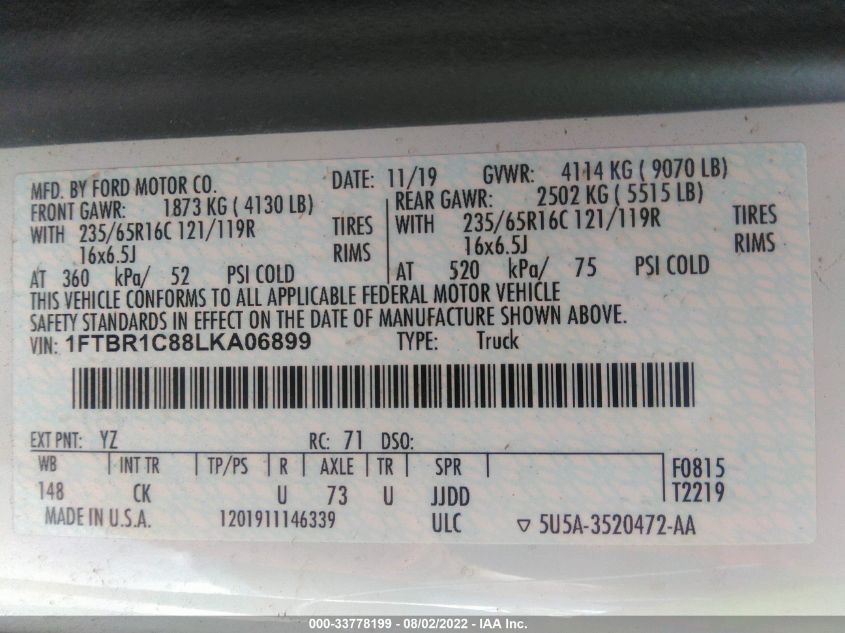 MFD. BY FORD MOTOR CO. DATE: 11/19 GVWR: 4114 KG ( 9070 LB)
FRONT GAWR: 1873 KG ( 4130 LB) REAR GAWR: 2502 KG ( 5515 LB)
WITH 235/65R16C 121/119R TIRES WITH 235/65R16C 121/119R TIRES
16x6.5J RIMS 16x6.5J RIMS
AT 360 kPa/ 52 PSI COLD AT 520 kPa/ 75 PSI COLD
THIS VEHICLE CONFORMS TO ALL APPLICABLE FEDERAL MOTOR VEHICLE
SAFETY STANDARDS IN EFFECT ON THE DATE OF MANUFACTURE SHOWN ABOVE.
VIN: 1FTBR1C88LKA06899 TYPE: Truck
EXT PNT: YZ RC: 71 DSO:
WB INT TR TP/PS R AXLE TR SPR F0815
148 CK U 73 U JJDD T2219
MADE IN U.S.A. 1201911146339 ULC ▽ 5U5A-3520472-AA
000-33778199 - 08/02/2022 - IAA Inc.